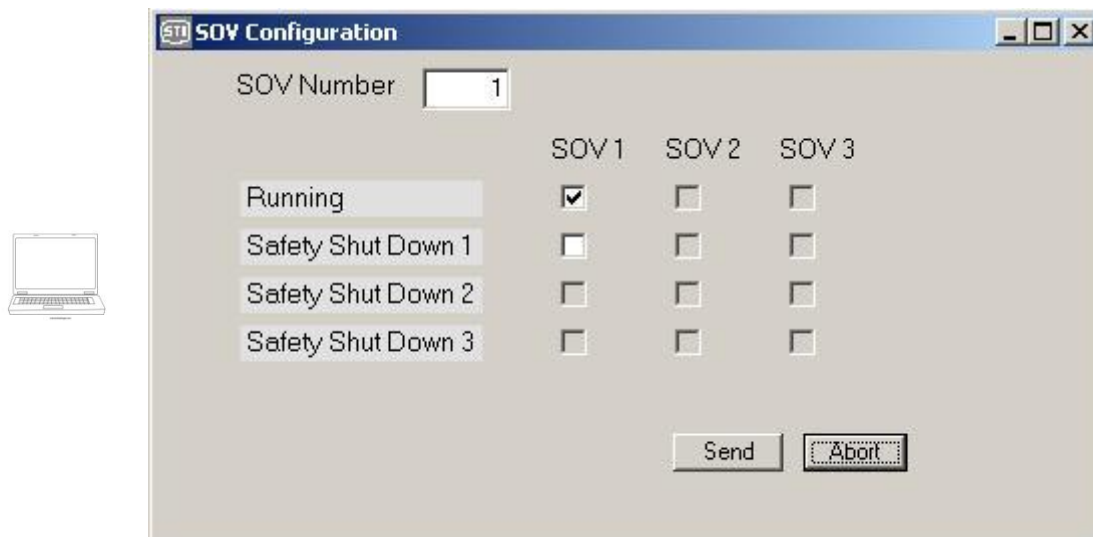 STI SOV Configuration
SOV Number 1
SOV 1 SOV 2 SOV 3
Running
Safety Shut Down 1
Safety Shut Down 2
Safety Shut Down 3
Send Abort